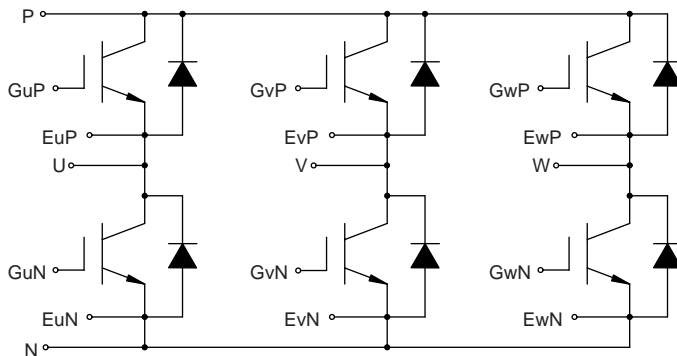 P
GuP GvP GwP
EuP EvP EwP
U V W
GuN GvN GwN
EuN EvN EwN
N